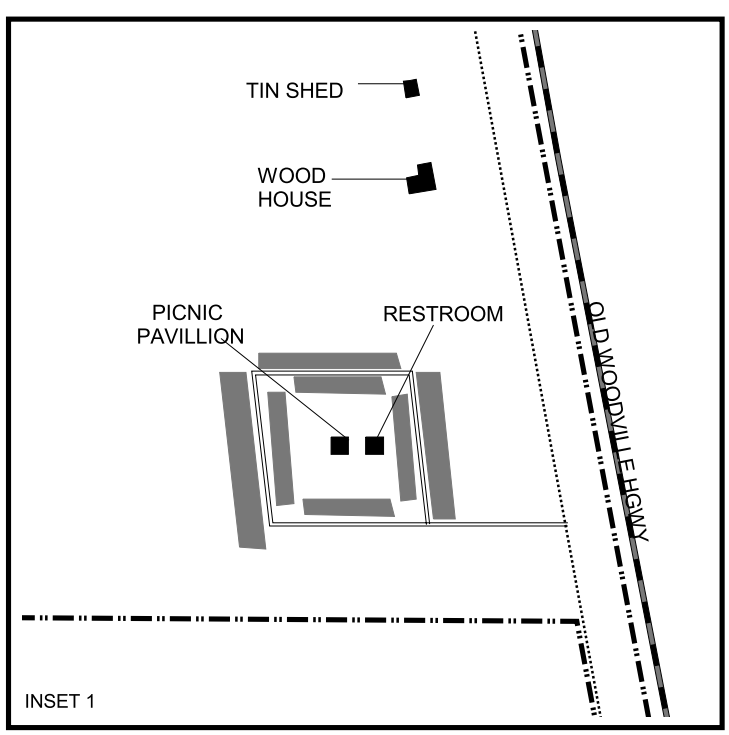 TIN SHED
WOOD
HOUSE
PICNIC
PAVILLION
RESTROOM
OLD WOODVILLE HGWY
INSET 1